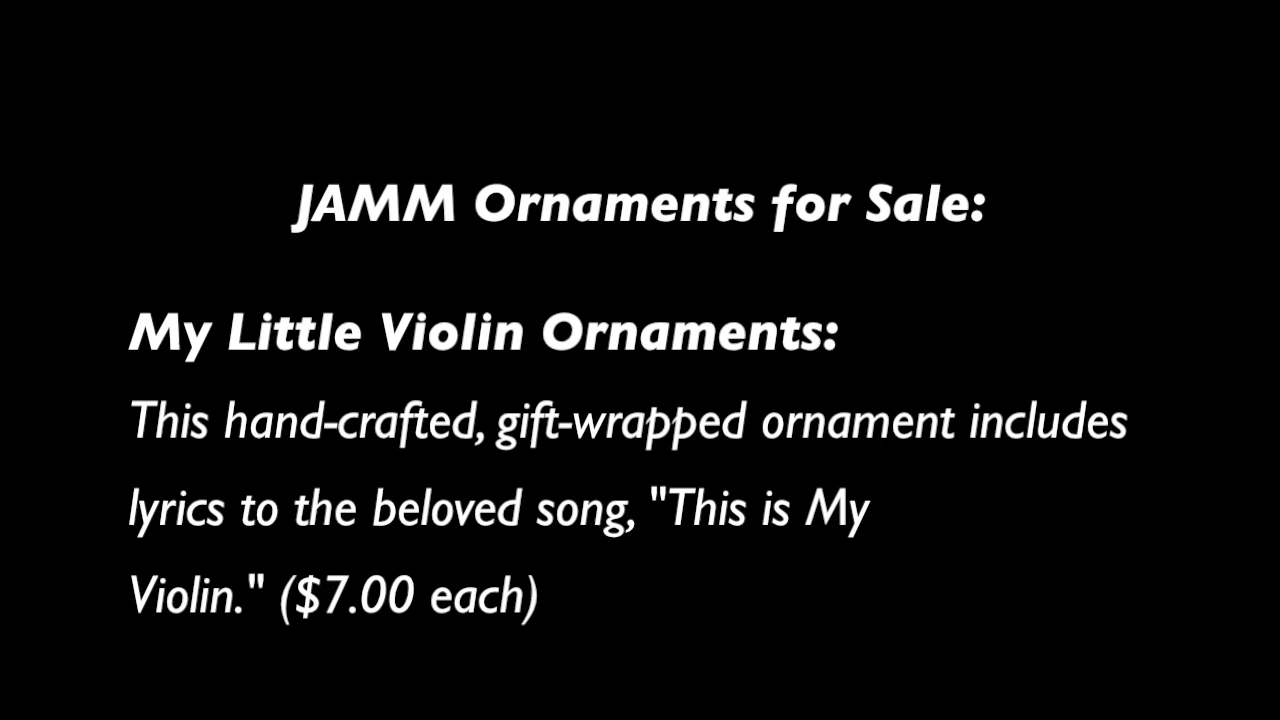 JAMM Ornaments for Sale:
My Little Violin Ornaments:
This hand-crafted, gift-wrapped ornament includes
lyrics to the beloved song, "This is My
Violin." ($7.00 each)